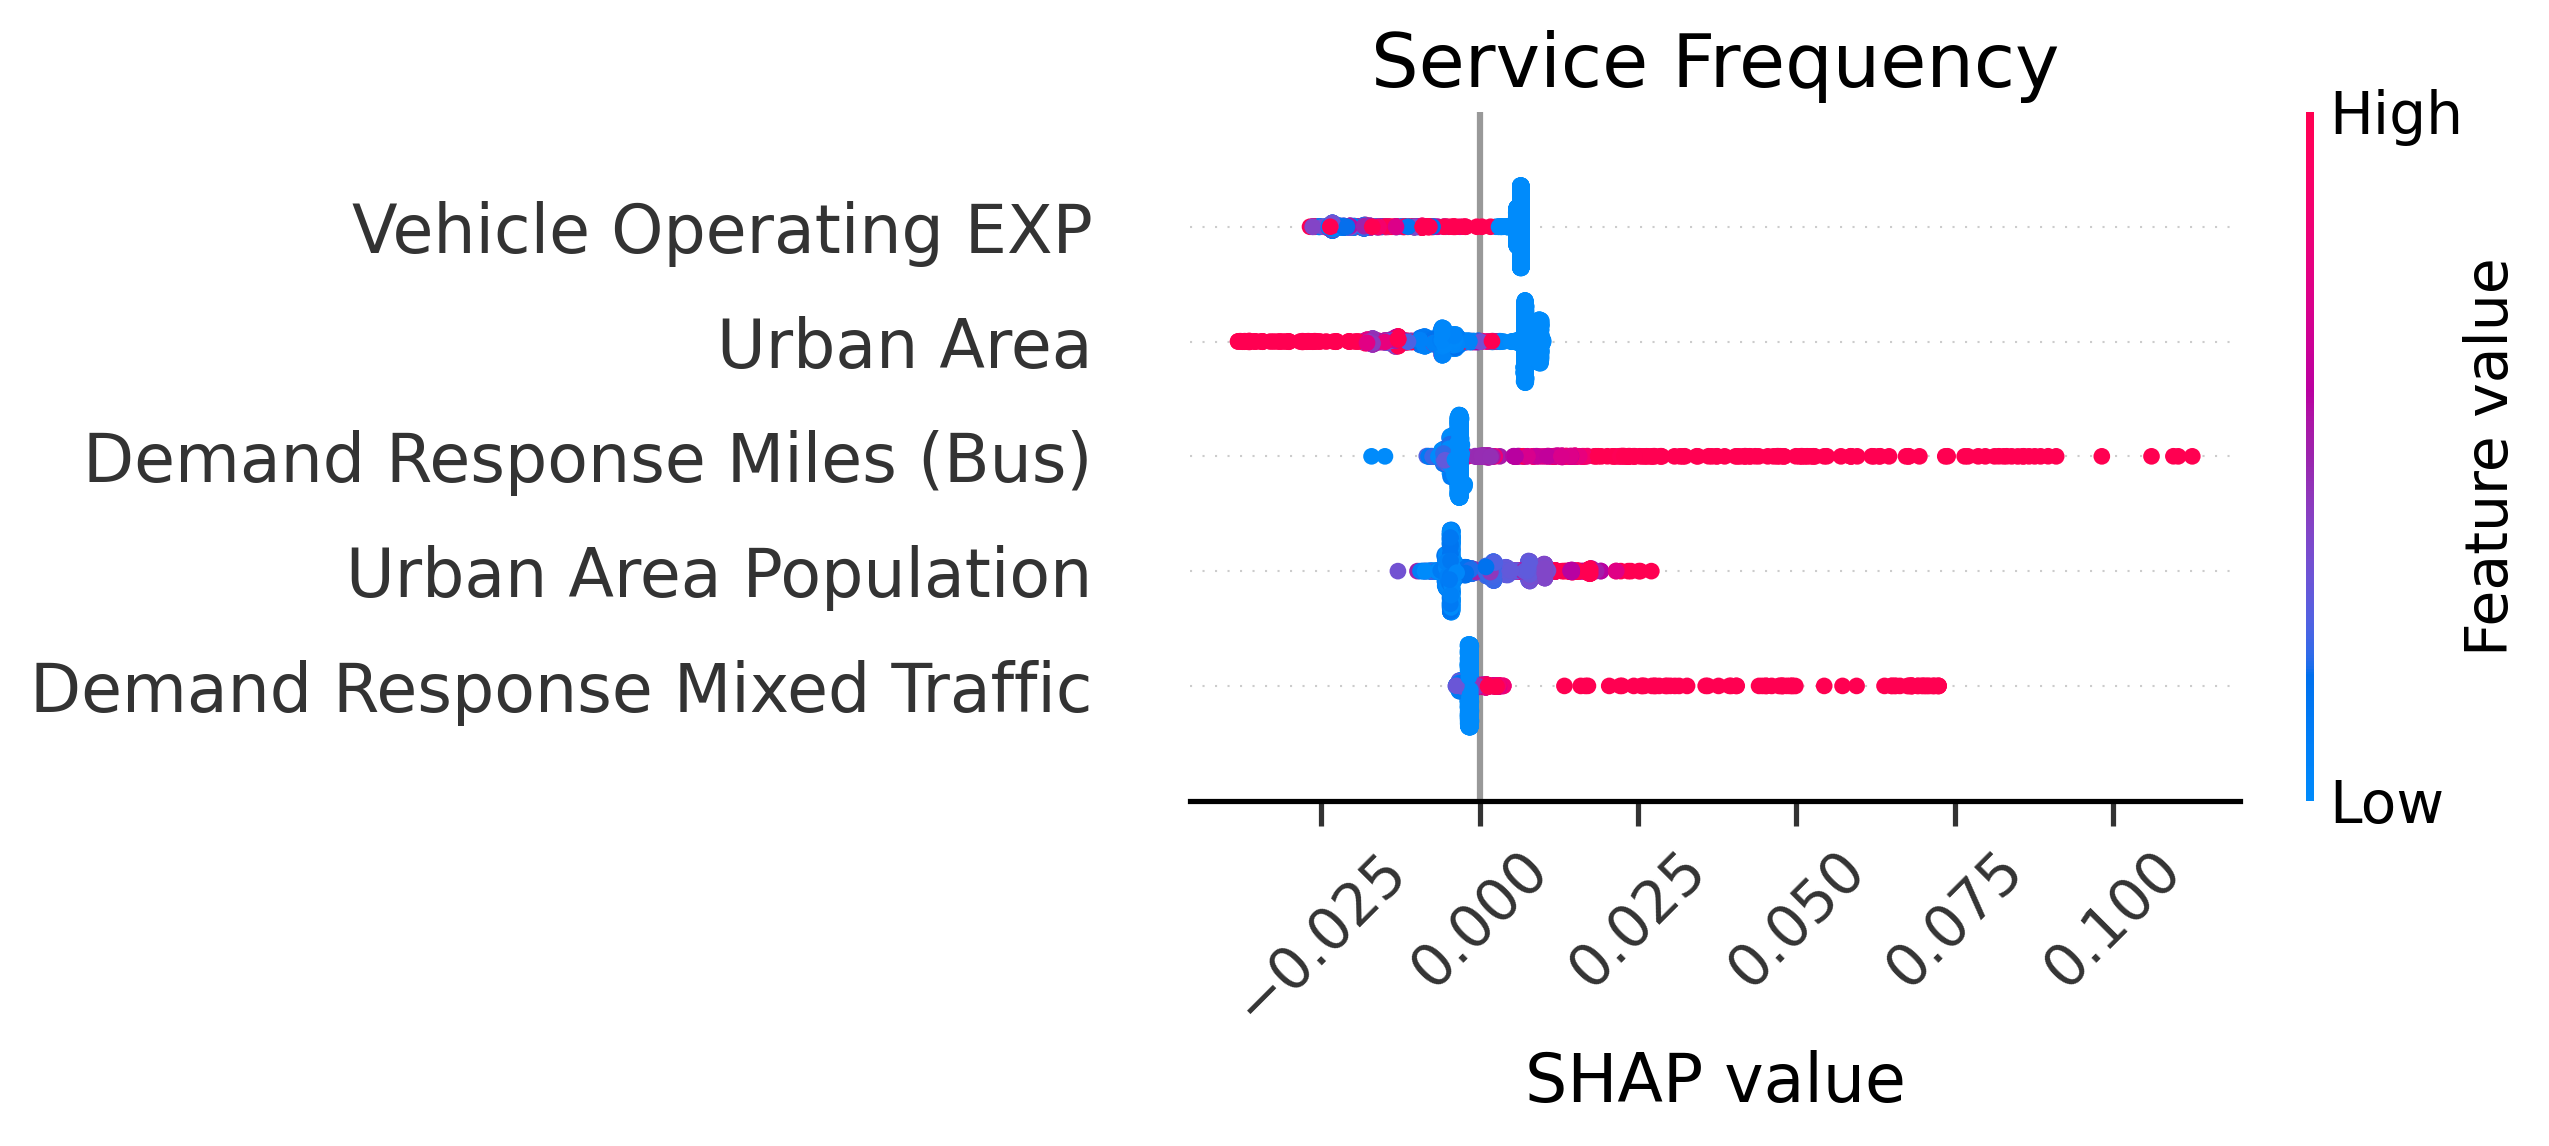 Service Frequency
High
Vehicle Operating EXP
Urban Area
Demand Response Miles (Bus)
Urban Area Population
Demand Response Mixed Traffic
Feature value
Low
−0.025
0.000
0.025
0.050
0.075
0.100
SHAP value